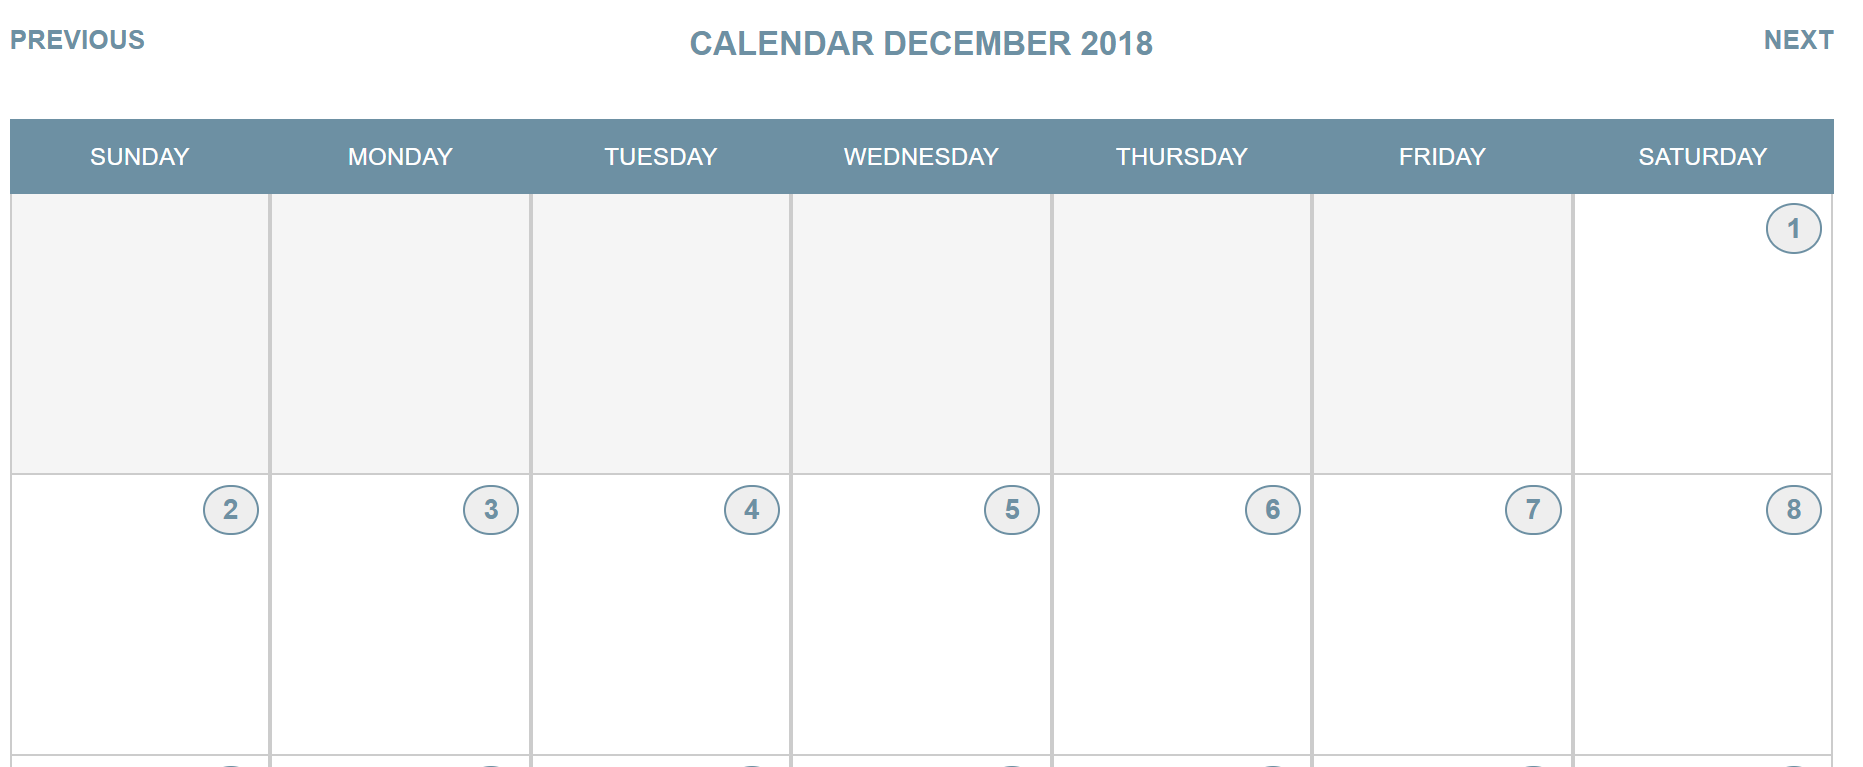 PREVIOUS CALENDAR DECEMBER 2018 NEXT
SUNDAY MONDAY TUESDAY WEDNESDAY THURSDAY FRIDAY SATURDAY
1
2 3 4 5 6 7 8